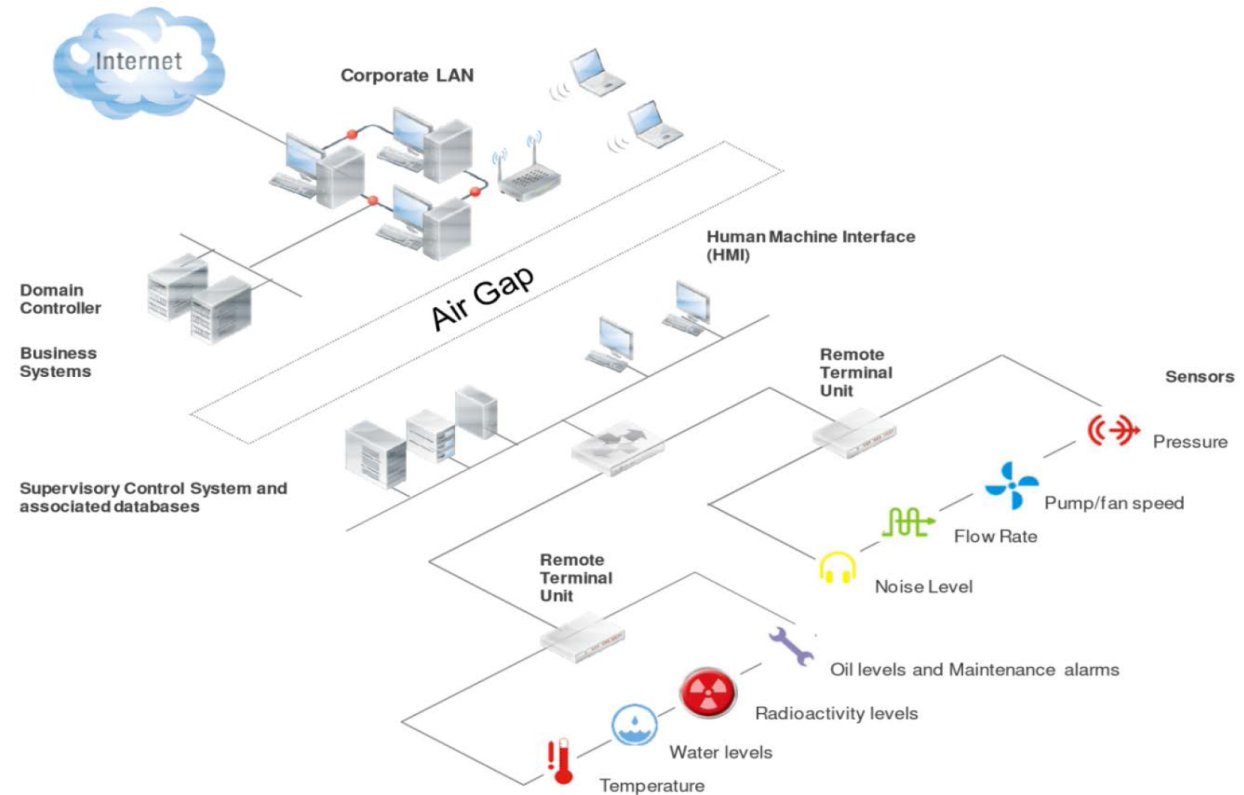 Internet
Corporate LAN
Human Machine Interface
(HMI)
Air Gap
Domain
Controller
Business
Systems
Remote
Terminal
Unit
Sensors
Pressure
Pump/fan speed
Flow Rate
Noise Level
Supervisory Control System and
associated databases
Remote
Terminal
Unit
Oil levels and Maintenance alarms
Radioactivity levels
Water levels
Temperature